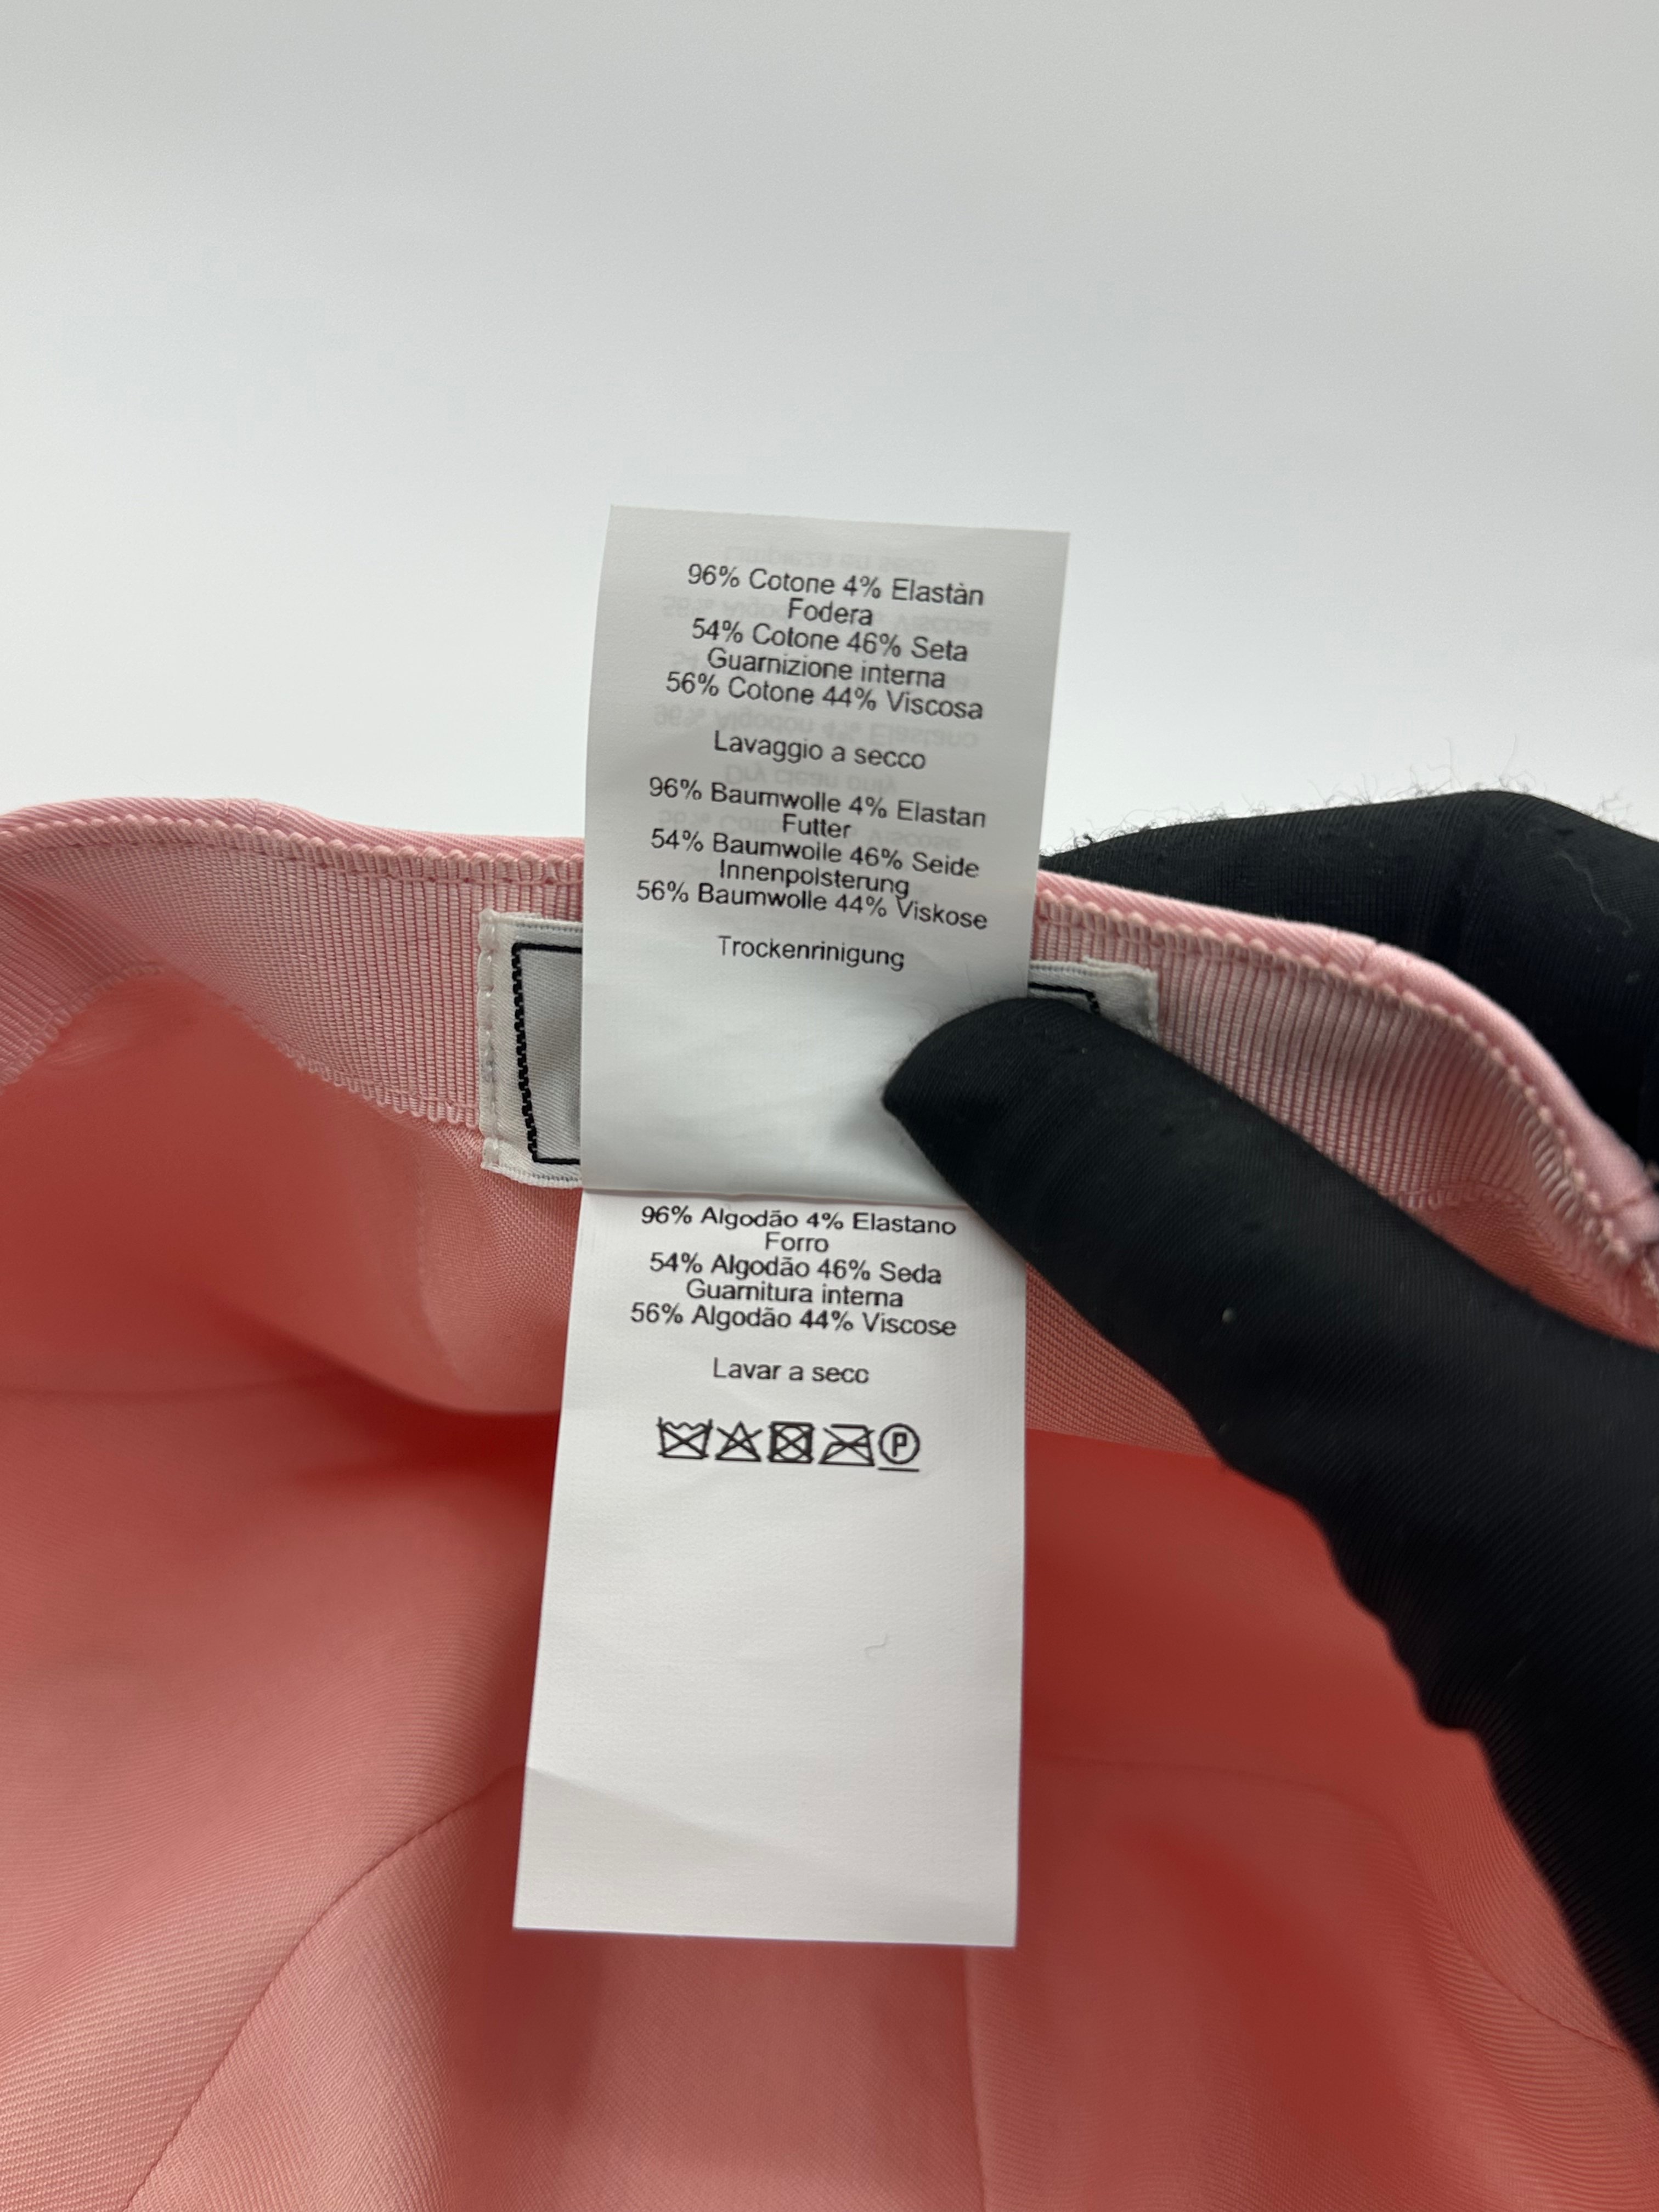 96% Cotone 4% Elastàn
Fodera
54% Cotone 46% Seta
Guarnizione interna
56% Cotone 44% Viscosa
Lavaggio a secco
96% Baumwolle 4% Elastan
Futter
54% Baumwolle 46% Seide
Innenpolsterung
56% Baumwolle 44% Viskose
Trockenrinigung
96% Algodão 4% Elastano
Forro
54% Algodão 46% Seda
Guarnitura interna
56% Algodão 44% Viscose
Lavar a secc
P